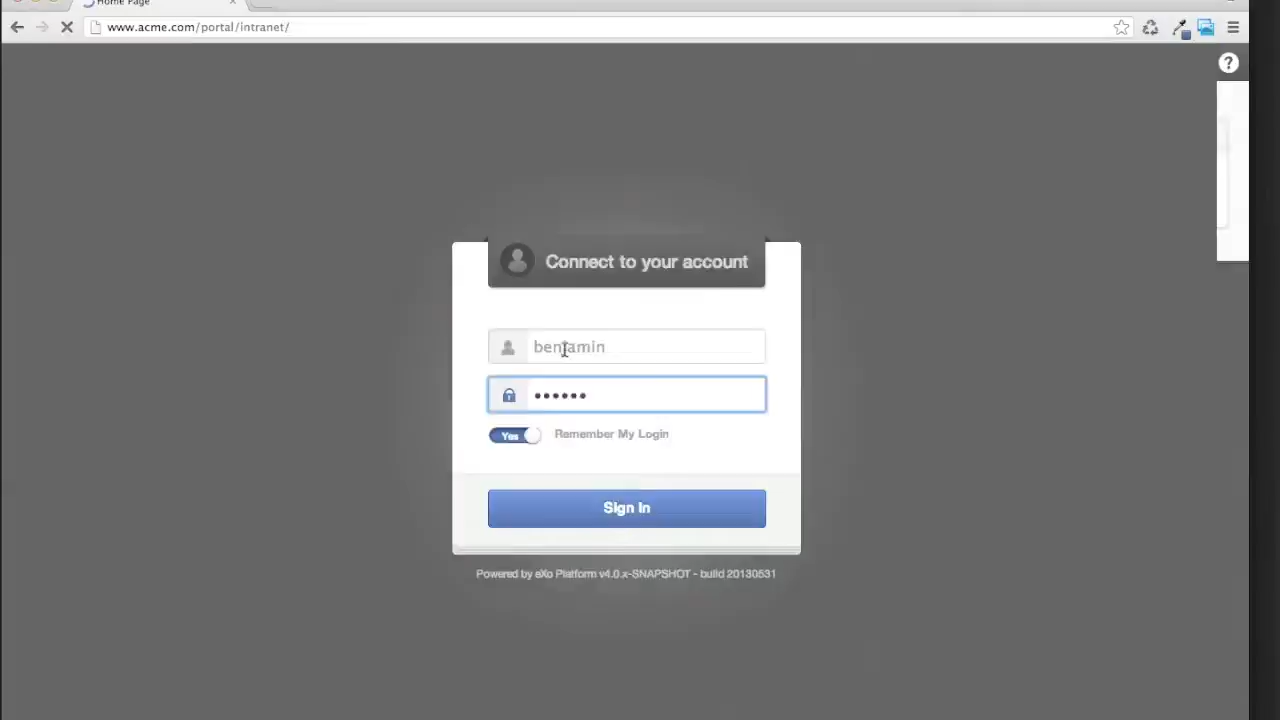 Home Page
www.acme.com/portal/intranet/
?
Connect to your account
benjamin
••••••
Yes
Remember My Login
Sign In
Powered by eXo Platform v4.0.x-SNAPSHOT - build 20130531